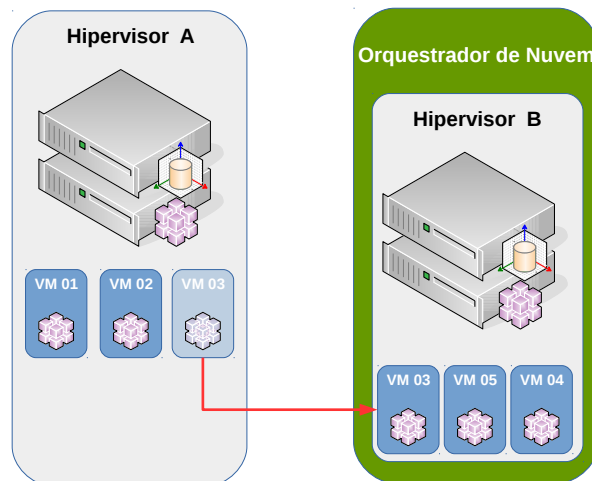 Hipervisor A
VM 01
VM 02
VM 03
Orquestrador de Nuvem
Hipervisor B
VM 03
VM 05
VM 04